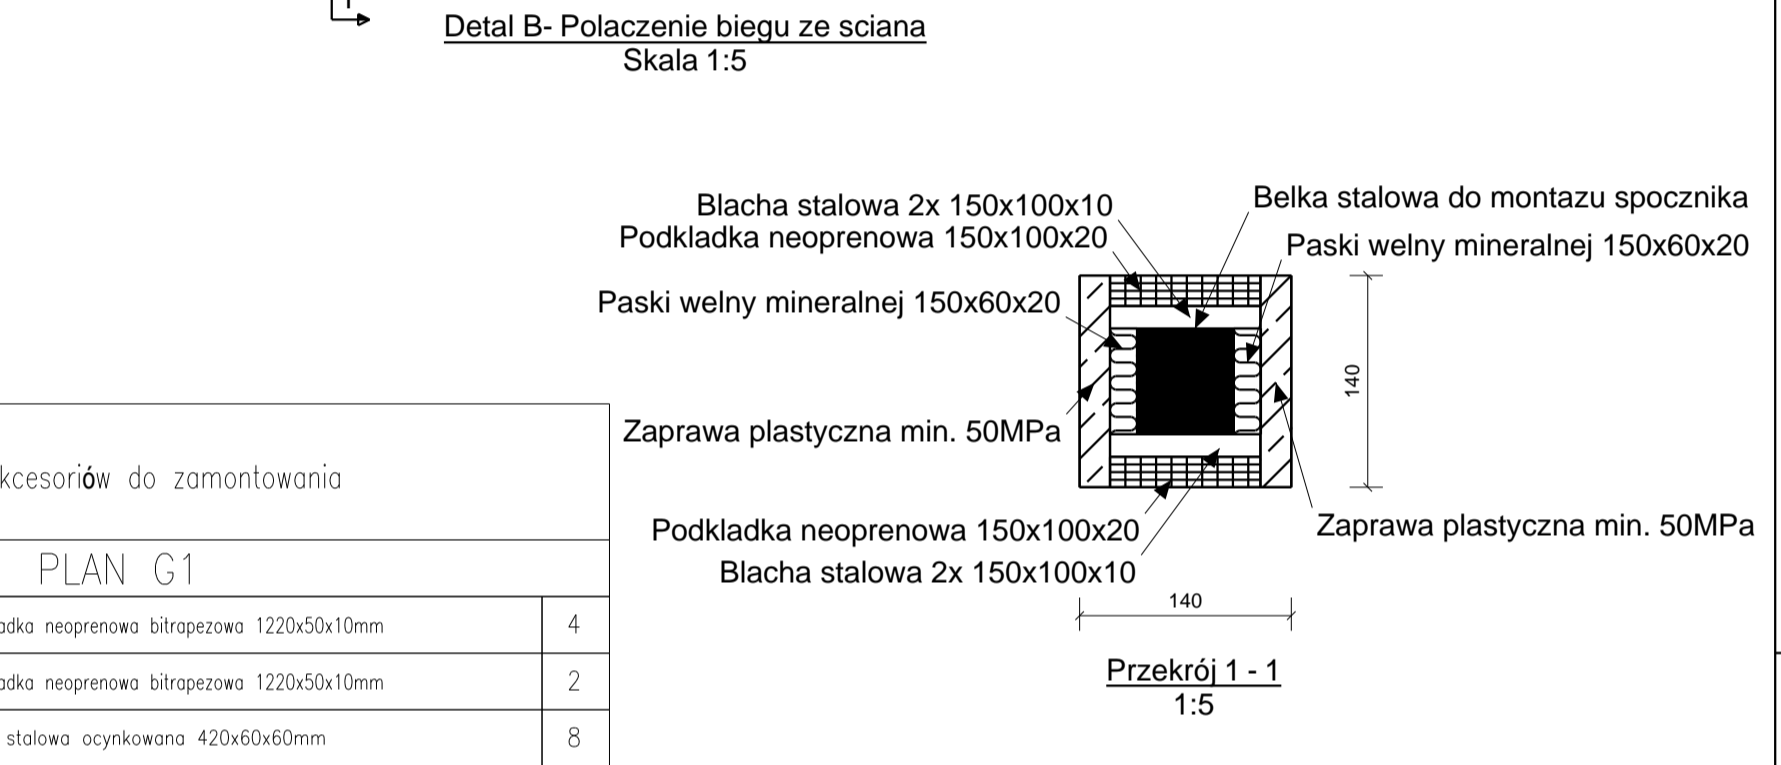 Detal B- Polaczenie biegu ze sciana
Skala 1:5
Blacha stalowa 2x 150x100x10
Podkladka neoprenowa 150x100x20
Paski welny mineralnej 150x60x20
Zaprawa plastyczna min. 50MPa
Podkladka neoprenowa 150x100x20
Blacha stalowa 2x 150x100x10
Belka stalowa do montazu spocznika
Paski welny mineralnej 150x60x20
140
Zaprawa plastyczna min. 50MPa
140
Przekrój 1 - 1
1:5
kcesoriów do zamontowania
PLAN G1
adka neoprenowa bitrapezowa 1220x50x10mm 4
adka neoprenowa bitrapezowa 1220x50x10mm 2
stalowa ocynkowana 420x60x60mm 8